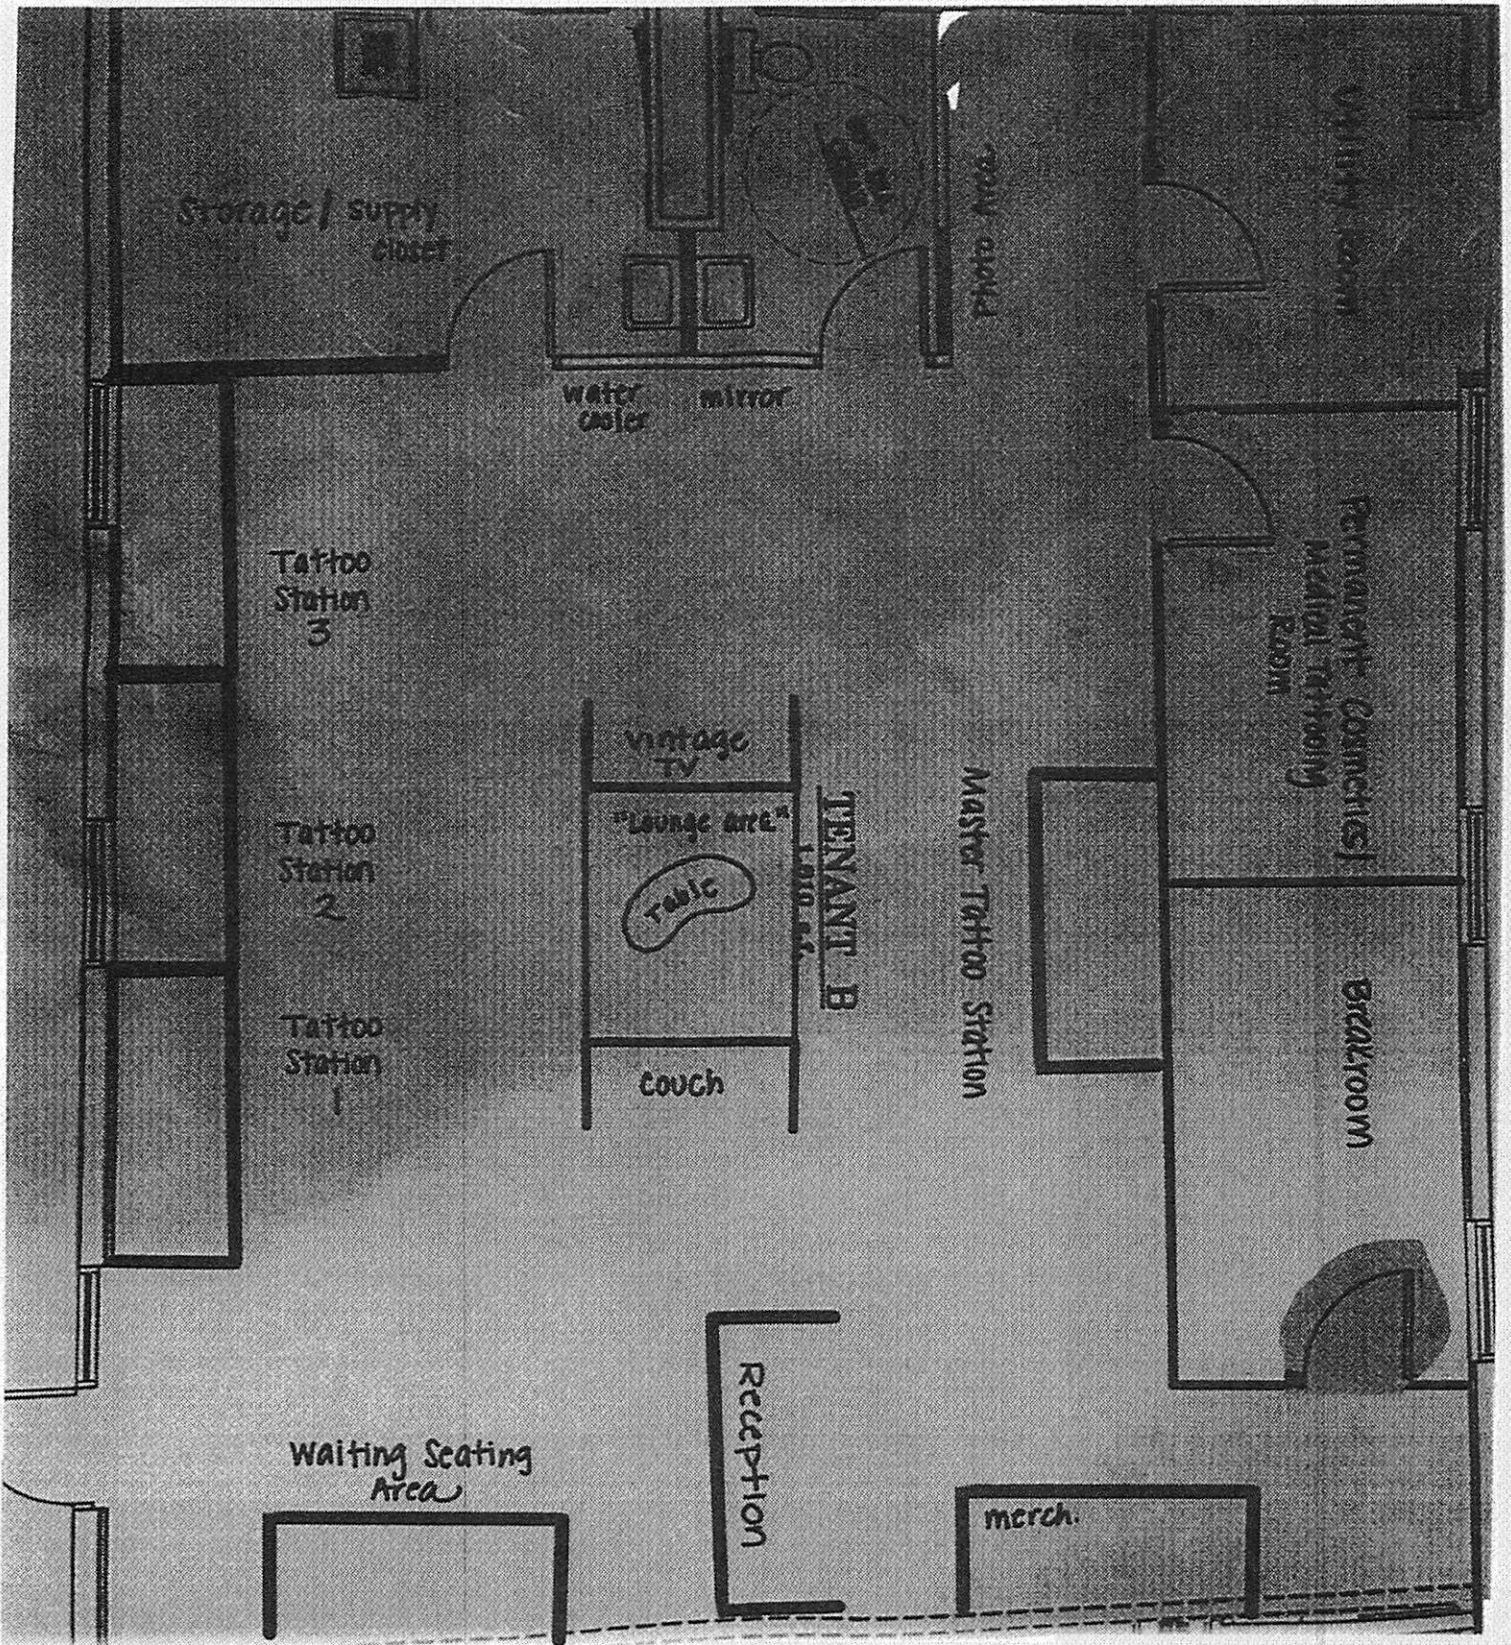 Storage/ supply
closet
Photo Area
Utility Room
water
cooler
mirror
Tattoo
Station
3
Permanent Cosmetics/
Medical Tattooing
Room
vintage
TV
"Lounge area"
Table
TENANT B
Master Tattoo Station
Tattoo
Station
2
Breakroom
Tattoo
Station
1
couch
Reception
Waiting Seating
Area
merch.